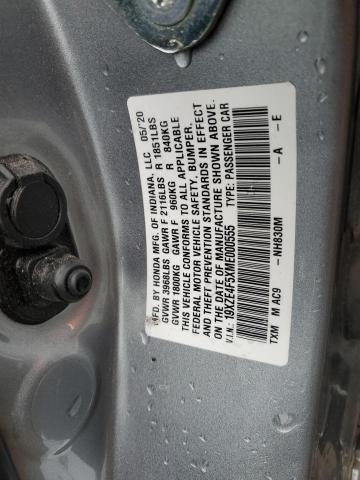 MFD. BY HONDA MFG. OF INDIANA, LLC 05/'20
GVWR 3968LBS GAWR F 2116LBS R 1851LBS
GVWR 1800KG GAWR F 960KG R 840KG
THIS VEHICLE CONFORMS TO ALL APPLICABLE
FEDERAL MOTOR VEHICLE SAFETY, BUMPER,
AND THEFT PREVENTION STANDARDS IN EFFECT
ON THE DATE OF MANUFACTURE SHOWN ABOVE.
V.I.N.: 19XZE4F5XME000555 TYPE: PASSENGER CAR
TXM M AC9 -NH830M -A -E